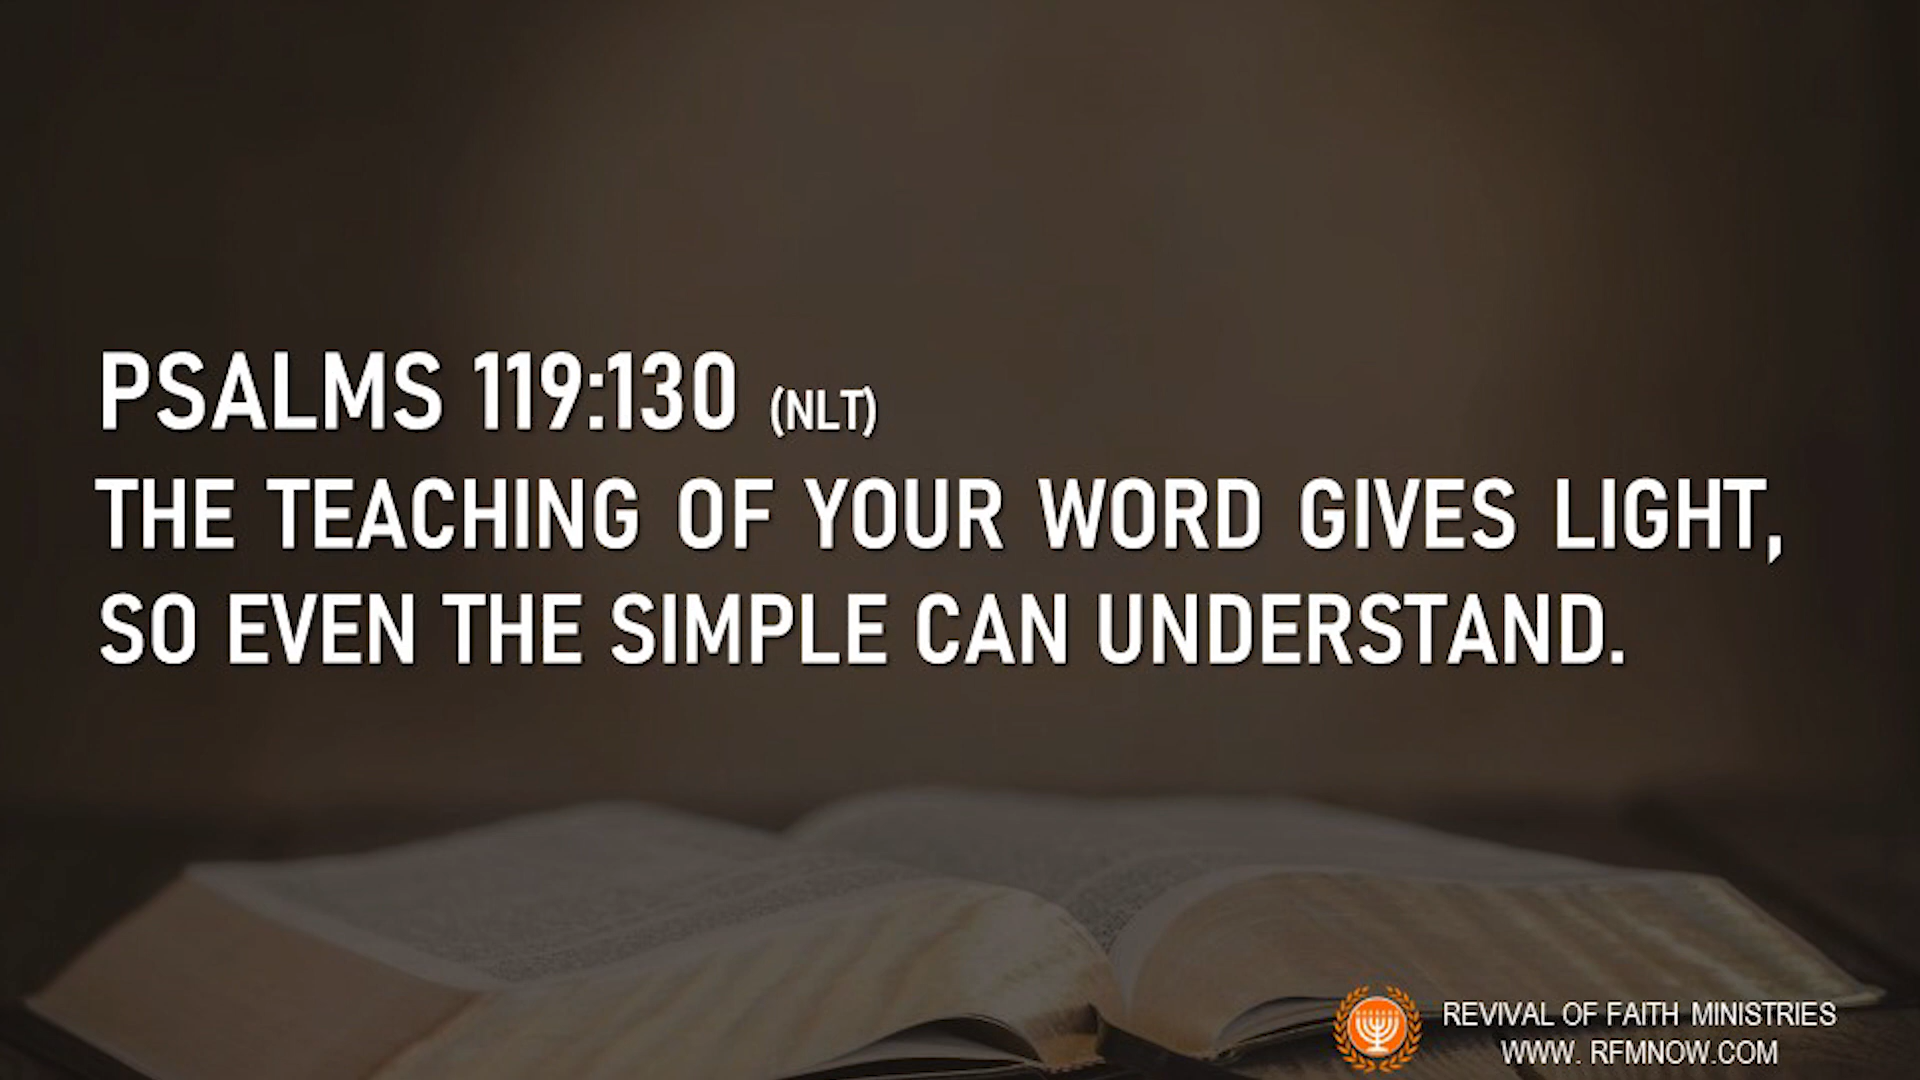 PSALMS 119:130 (NLT)
THE TEACHING OF YOUR WORD GIVES LIGHT,
SO EVEN THE SIMPLE CAN UNDERSTAND.
REVIVAL OF FAITH MINISTRIES
WWW. RFMNOW.COM